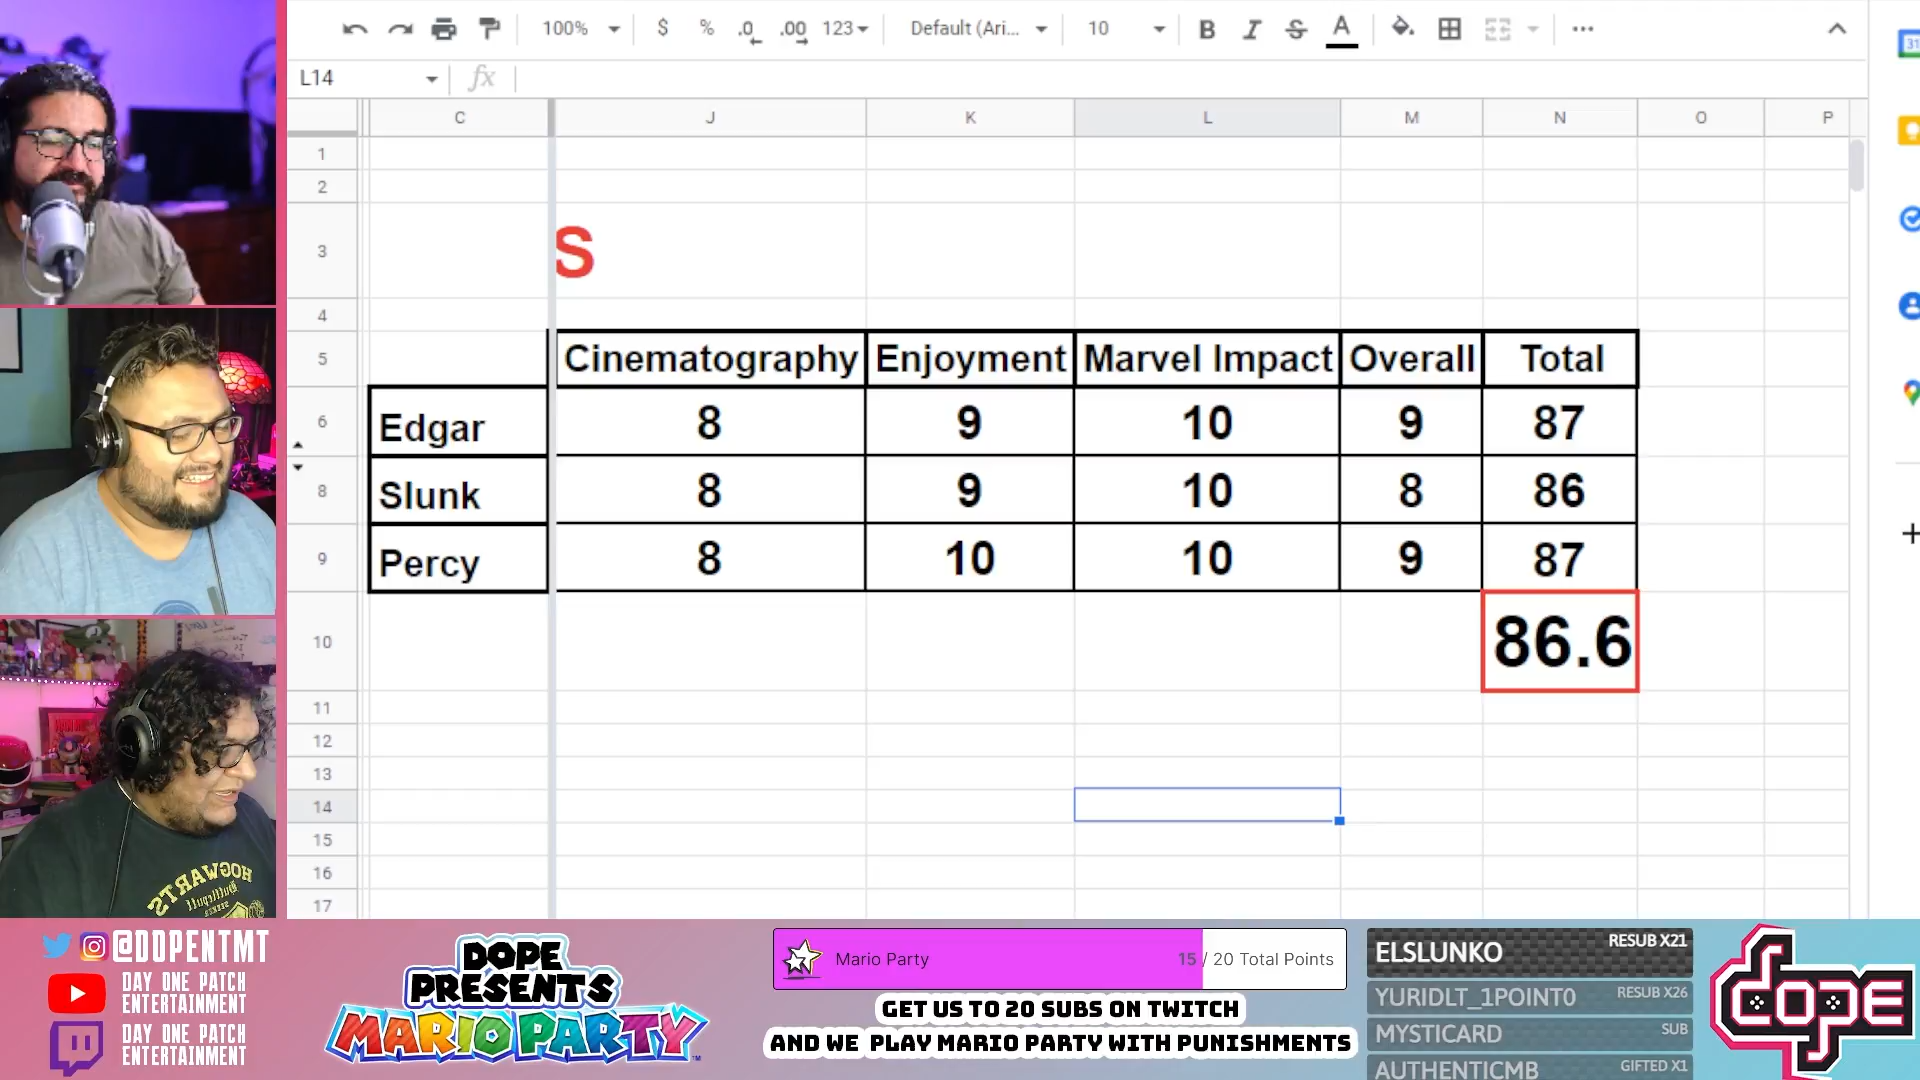 100%
$ % .0 .00 123
Default (Ari...
10
B I S A
31
L14
fx
C J K L M N O P
1
2
3
S
4
5
Cinematography Enjoyment Marvel Impact Overall Total
6
Edgar 8 9 10 9 87
8
Slunk 8 9 10 8 86
9
Percy 8 10 10 9 87
10
86.6
11
12
13
14
15
16
17
HOGWARTS
@DOPENTMT
DAY ONE PATCH
ENTERTAINMENT
DAY ONE PATCH
ENTERTAINMENT
DOPE
PRESENTS
MARIO PARTY
Mario Party 15 / 20 Total Points
GET US TO 20 SUBS ON TWITCH
AND WE PLAY MARIO PARTY WITH PUNISHMENTS
ELSLUNKO RESUB X21
YURIDLT_1POINT0 RESUB X26
MYSTICARD SUB
AUTHENTICMB GIFTED X1
dope